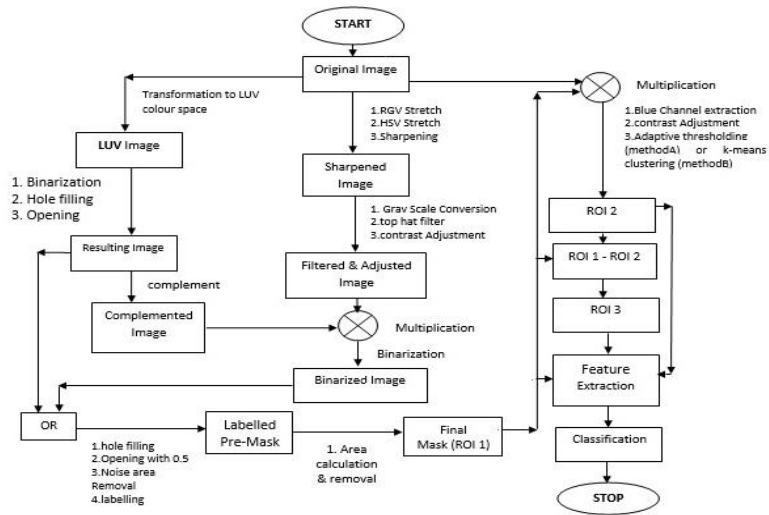 START
Original Image
Transformation to LUV
colour space
1.RGV Stretch
2.HSV Stretch
3.Sharpening
Multiplication
1.Blue Channel extraction
2.contrast Adjustment
3.Adaptive thresholding
(methodA) or k-means
clustering (methodB)
LUV Image
1. Binarization
2. Hole filling
3. Opening
Sharpened
Image
1. Grav Scale Conversion
2.top hat filter
3.contrast Adjustment
ROI 2
Resulting Image
complement
Filtered & Adjusted
Image
ROI 1 - ROI 2
Complemented
Image
Multiplication
ROI 3
Binarization
Binarized Image
Feature
Extraction
OR
1.hole filling
2.Opening with 0.5
3.Noise area
Removal
4.labelling
Labelled
Pre-Mask
1. Area
calculation
& removal
Final
Mask (ROI 1)
Classification
STOP